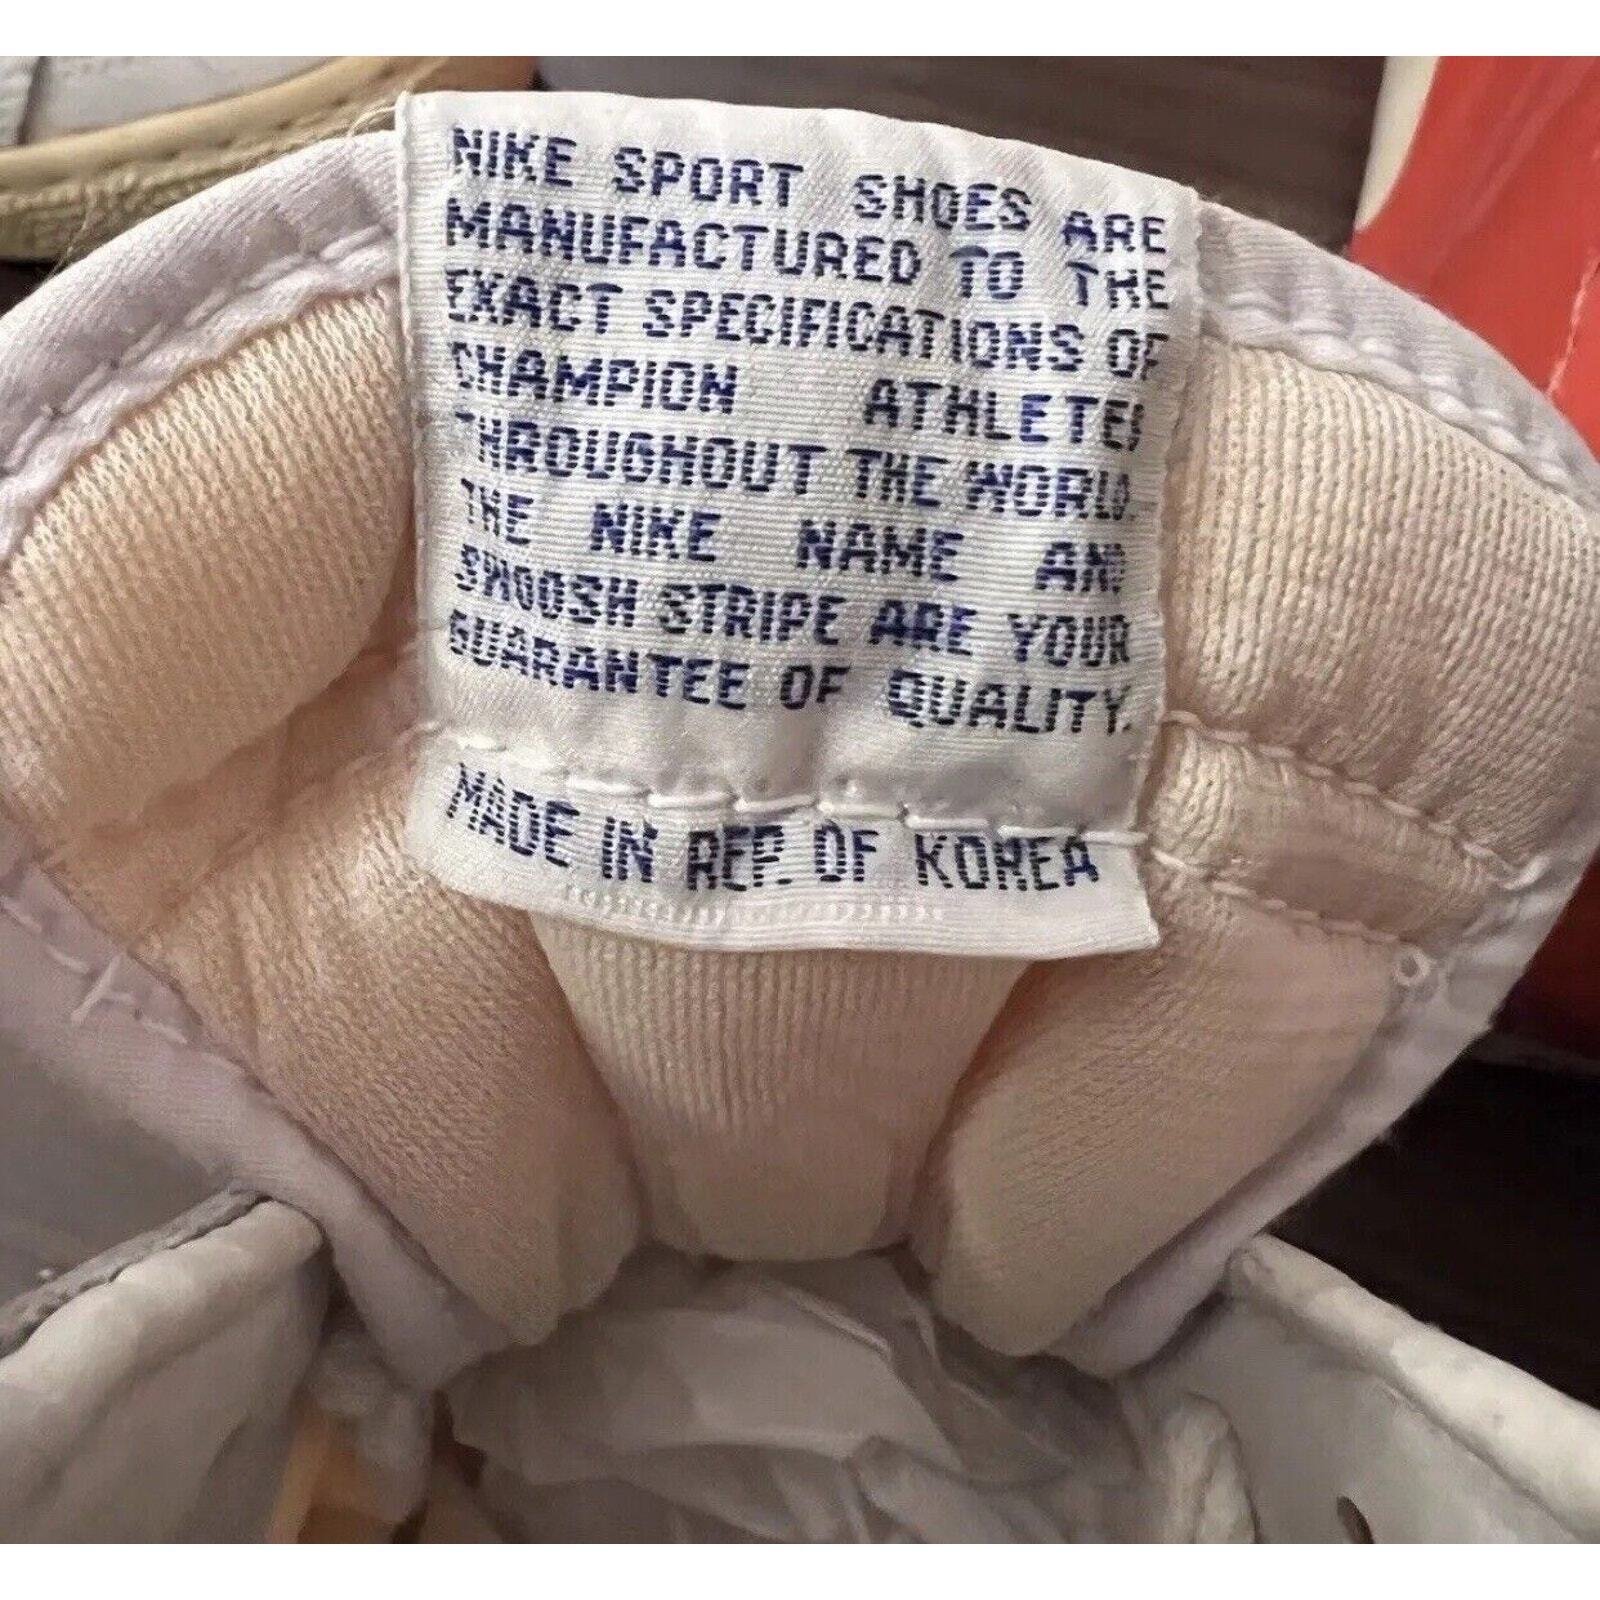 NIKE SPORT SHOES ARE
MANUFACTURED TO THE
EXACT SPECIFICATIONS OF
CHAMPION ATHLETES
THROUGHOUT THE WORLD.
THE NIKE NAME AND
SWOOSH STRIPE ARE YOUR
GUARANTEE OF QUALITY.
MADE IN REP. OF KOREA